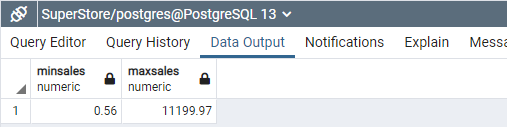 SuperStore/postgres@PostgreSQL 13
Query Editor Query History Data Output Notifications Explain Messa
minsales maxsales
numeric numeric
1 0.56 11199.97